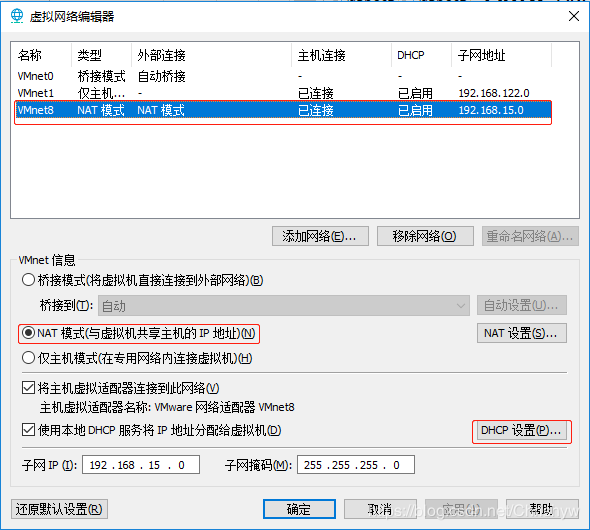 虚拟网络编辑器
名称 类型 外部连接 主机连接 DHCP 子网地址
VMnet0 桥接模式 自动桥接 - - -
VMnet1 仅主机... - 已连接 已启用 192.168.122.0
VMnet8 NAT 模式 NAT 模式 已连接 已启用 192.168.15.0
添加网络(E)... 移除网络(O) 重命名网络(A)...
VMnet 信息
桥接模式(将虚拟机直接连接到外部网络)(B)
桥接到(T): 自动 自动设置(U)...
NAT 模式(与虚拟机共享主机的 IP 地址)(N) NAT 设置(S)...
仅主机模式(在专用网络内连接虚拟机)(H)
将主机虚拟适配器连接到此网络(V)
主机虚拟适配器名称: VMware 网络适配器 VMnet8
使用本地 DHCP 服务将 IP 地址分配给虚拟机(D) DHCP 设置(P)...
子网 IP (I): 192 . 168 . 15 . 0 子网掩码(M): 255 . 255 . 255 . 0
还原默认设置(R) 确定 取消 帮助